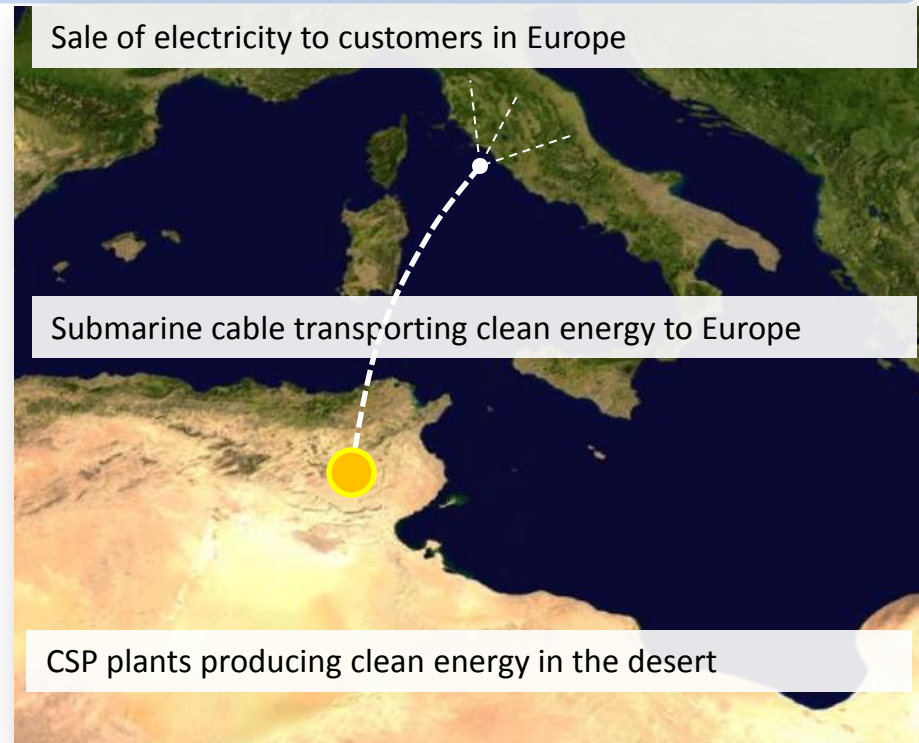 Sale of electricity to customers in Europe
Submarine cable transporting clean energy to Europe
CSP plants producing clean energy in the desert